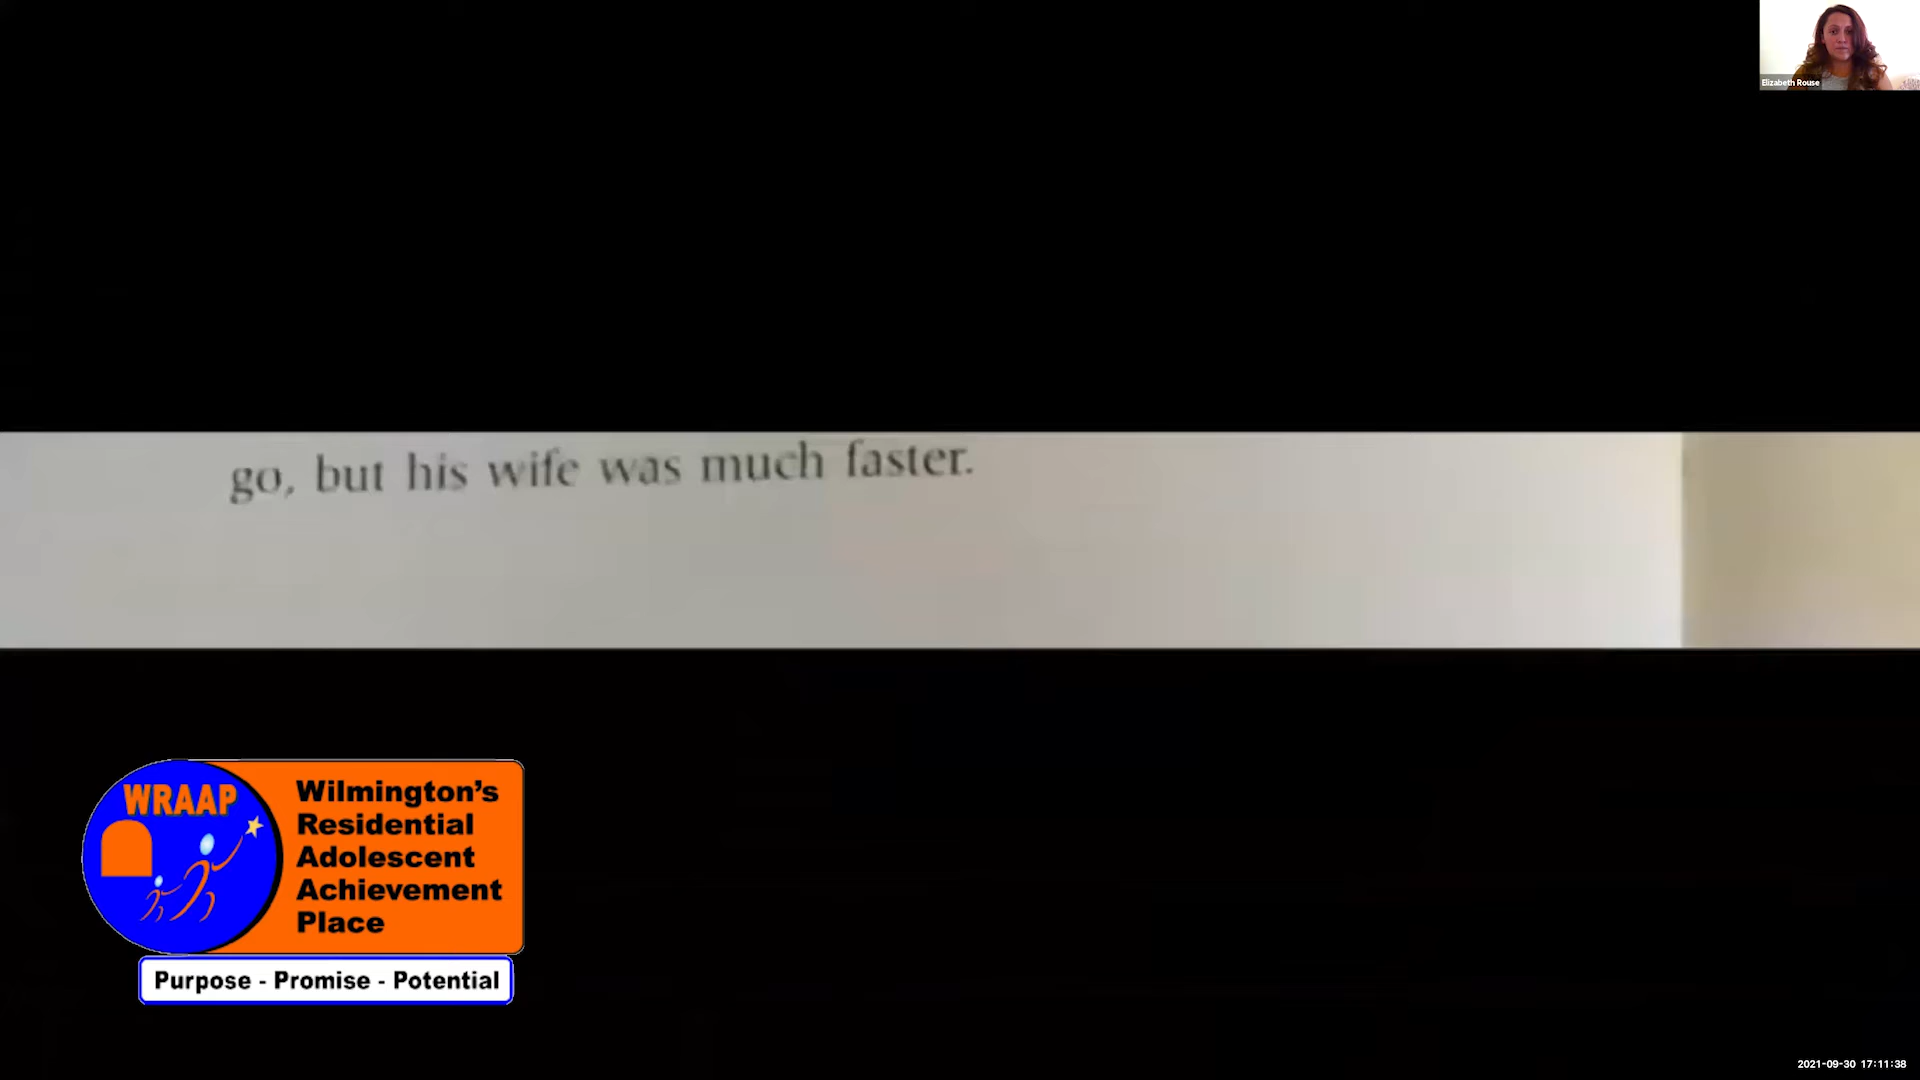 Elizabeth Rouse
go, but his wife was much faster.
WRAAP
Wilmington's
Residential
Adolescent
Achievement
Place
Purpose - Promise - Potential
2021-09-30 17:11:38